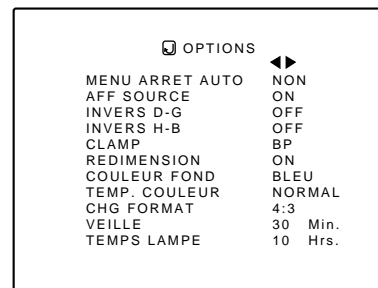 OPTIONS
MENU ARRET AUTO NON
AFF SOURCE ON
INVERS D-G OFF
INVERS H-B OFF
CLAMP BP
REDIMENSION ON
COULEUR FOND BLEU
TEMP. COULEUR NORMAL
CHG FORMAT 4:3
VEILLE 30 Min.
TEMPS LAMPE 10 Hrs.